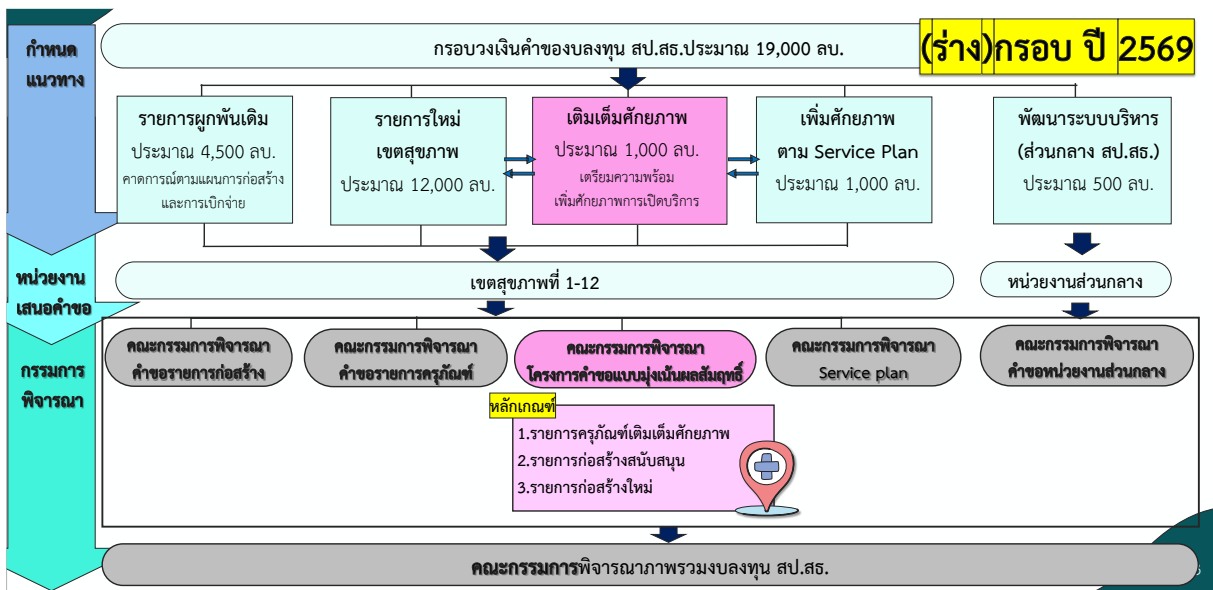 กรอบวงเงินคำของบลงทุน สป.สธ.ประมาณ 19,000 ลบ.
(ร่าง)กรอบ ปี 2569
กำหนด
แนวทาง
รายการผูกพันเดิม
ประมาณ 4,500 ลบ.
คาดการณ์ตามแผนการก่อสร้าง
และการเบิกจ่าย
รายการใหม่
เขตสุขภาพ
ประมาณ 12,000 ลบ.
เติมเต็มศักยภาพ
ประมาณ 1,000 ลบ.
เตรียมความพร้อม
เพิ่มศักยภาพการเปิดบริการ
เพิ่มศักยภาพ
ตาม Service Plan
ประมาณ 1,000 ลบ.
พัฒนาระบบบริหาร
(ส่วนกลาง สป.สธ.)
ประมาณ 500 ลบ.
หน่วยงาน
เสนอคำขอ
เขตสุขภาพที่ 1-12
หน่วยงานส่วนกลาง
กรรมการ
พิจารณา
คณะกรรมการพิจารณา
คำขอรายการก่อสร้าง
คณะกรรมการพิจารณา
คำขอรายการครุภัณฑ์
คณะกรรมการพิจารณา
โครงการคำขอแบบมุ่งเน้นผลสัมฤทธิ์
คณะกรรมการพิจารณา
Service plan
คณะกรรมการพิจารณา
คำขอหน่วยงานส่วนกลาง
หลักเกณฑ์
1.รายการครุภัณฑ์เติมเต็มศักยภาพ
2.รายการก่อสร้างสนับสนุน
3.รายการก่อสร้างใหม่
คณะกรรมการพิจารณาภาพรวมงบลงทุน สป.สธ.